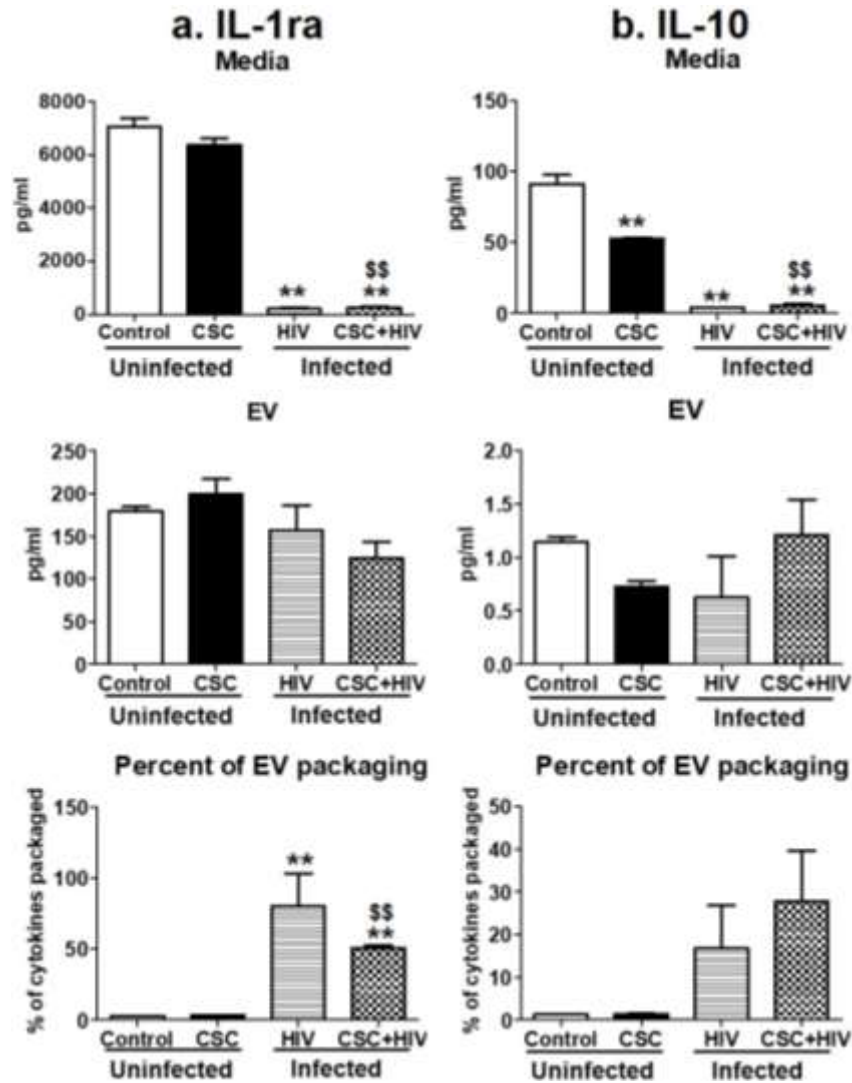 a. IL-1ra
Media
8000
6000
4000
2000
0
pg/ml
**
$$
**
Control CSC HIV CSC+HIV
Uninfected Infected
EV
250
200
150
100
50
0
pg/ml
Control CSC HIV CSC+HIV
Uninfected Infected
Percent of EV packaging
150
100
50
0
% of cytokines packaged
**
$$
**
Control CSC HIV CSC+HIV
Uninfected Infected
b. IL-10
Media
150
100
50
0
pg/ml
**
**
$$
**
Control CSC HIV CSC+HIV
Uninfected Infected
EV
2.0
1.5
1.0
0.5
0.0
pg/ml
Control CSC HIV CSC+HIV
Uninfected Infected
Percent of EV packaging
50
40
30
20
10
0
% of cytokines packaged
Control CSC HIV CSC+HIV
Uninfected Infected